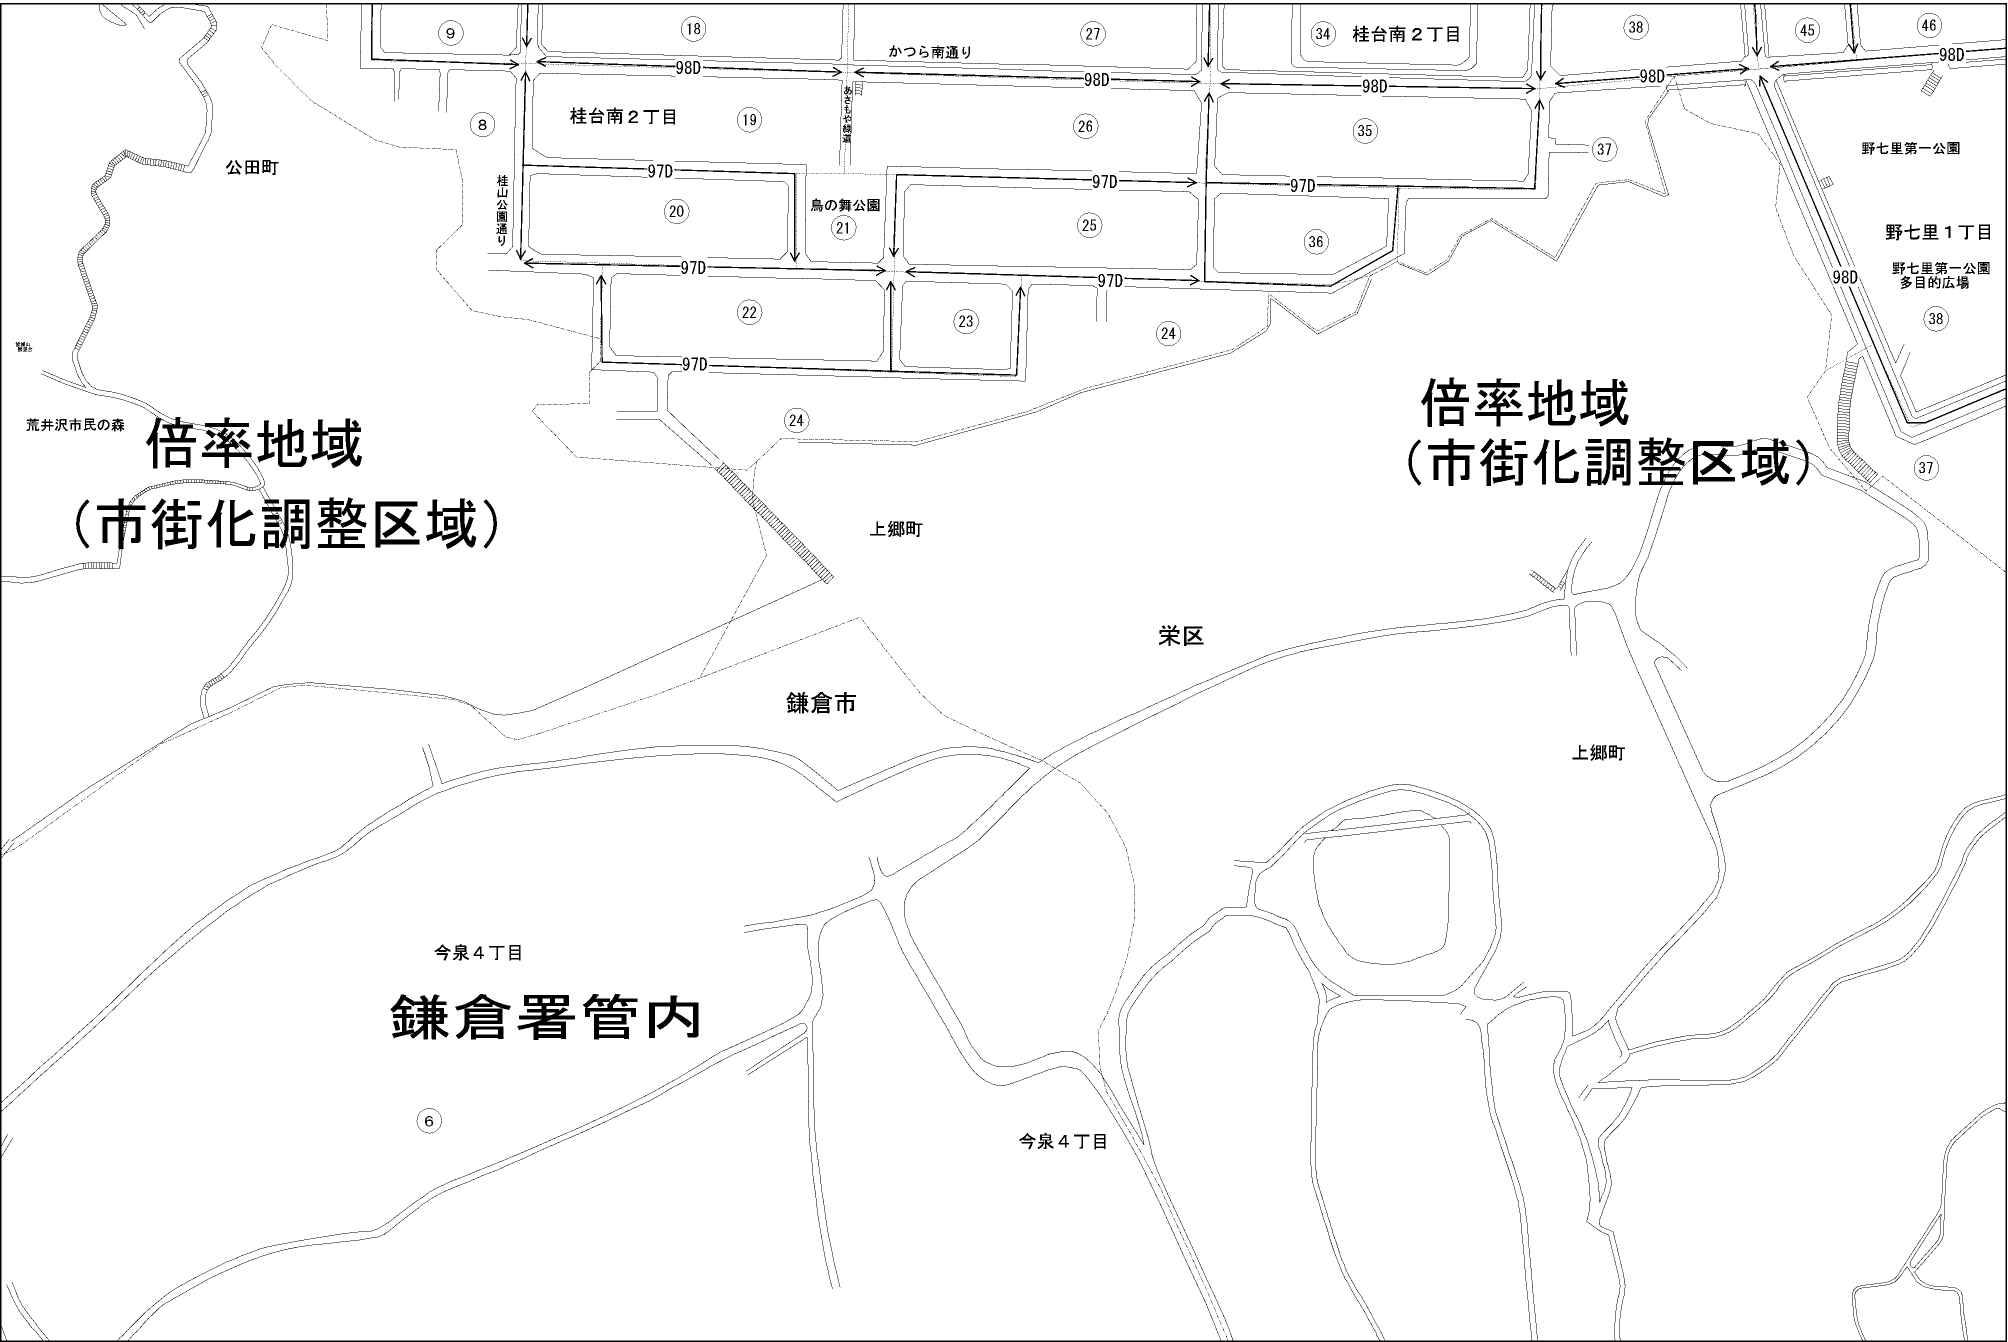 9
18
27
34
桂台南2丁目
38
45
46
かつら南通り
98D
98D
98D
98D
98D
あさもや緑道
8
桂台南2丁目
19
26
35
37
野七里第一公園
公田町
97D
97D
97D
桂山公園通り
20
鳥の舞公園
21
25
36
野七里1丁目
野七里第一公園
多目的広場
98D
38
97D
97D
22
23
24
97D
荒井沢市民の森
倍率地域
(市街化調整区域)
24
倍率地域
(市街化調整区域)
37
上郷町
栄区
鎌倉市
上郷町
今泉4丁目
鎌倉署管内
6
今泉4丁目